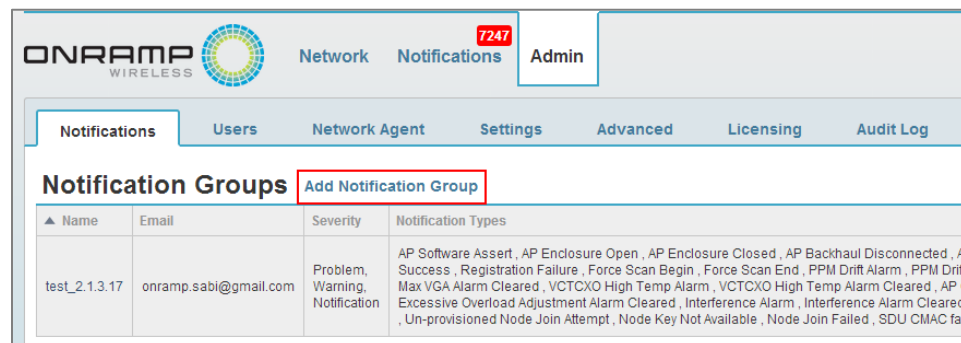 7247
ONRAMP
WIRELESS
Network Notifications Admin
Notifications Users Network Agent Settings Advanced Licensing Audit Log
Notification Groups Add Notification Group
▲ Name Email Severity Notification Types
test_2.1.3.17 onramp.sabi@gmail.com
Problem,
Warning,
Notification
AP Software Assert , AP Enclosure Open , AP Enclosure Closed , AP Backhaul Disconnected ,
Success , Registration Failure , Force Scan Begin , Force Scan End , PPM Drift Alarm , PPM
Max VGA Alarm Cleared , VCTCXO High Temp Alarm , VCTCXO High Temp Alarm Cleared , AP
Excessive Overload Adjustment Alarm Cleared , Interference Alarm , Interference Alarm
, Un-provisioned Node Join Attempt , Node Key Not Available , Node Join Failed , SDU CMAC